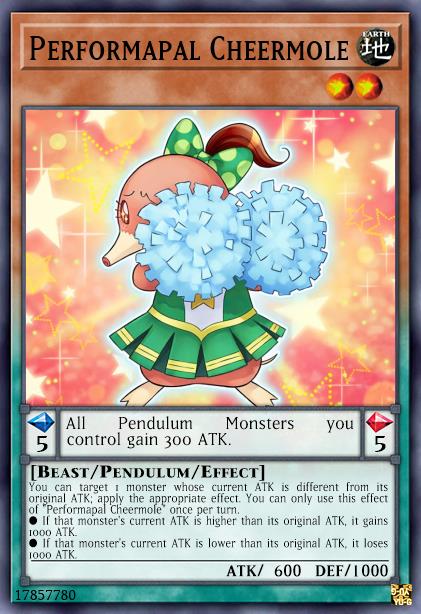 Performapal Cheermole
EARTH
地
All Pendulum Monsters you
control gain 300 ATK.
5
5
[Beast/Pendulum/Effect]
You can target 1 monster whose current ATK is different from its
original ATK; apply the appropriate effect. You can only use this effect
of "Performapal Cheermole" once per turn.
● If that monster's current ATK is higher than its original ATK, it gains
1000 ATK.
● If that monster's current ATK is lower than its original ATK, it loses
1000 ATK.
ATK/ 600 DEF/1000
17857780